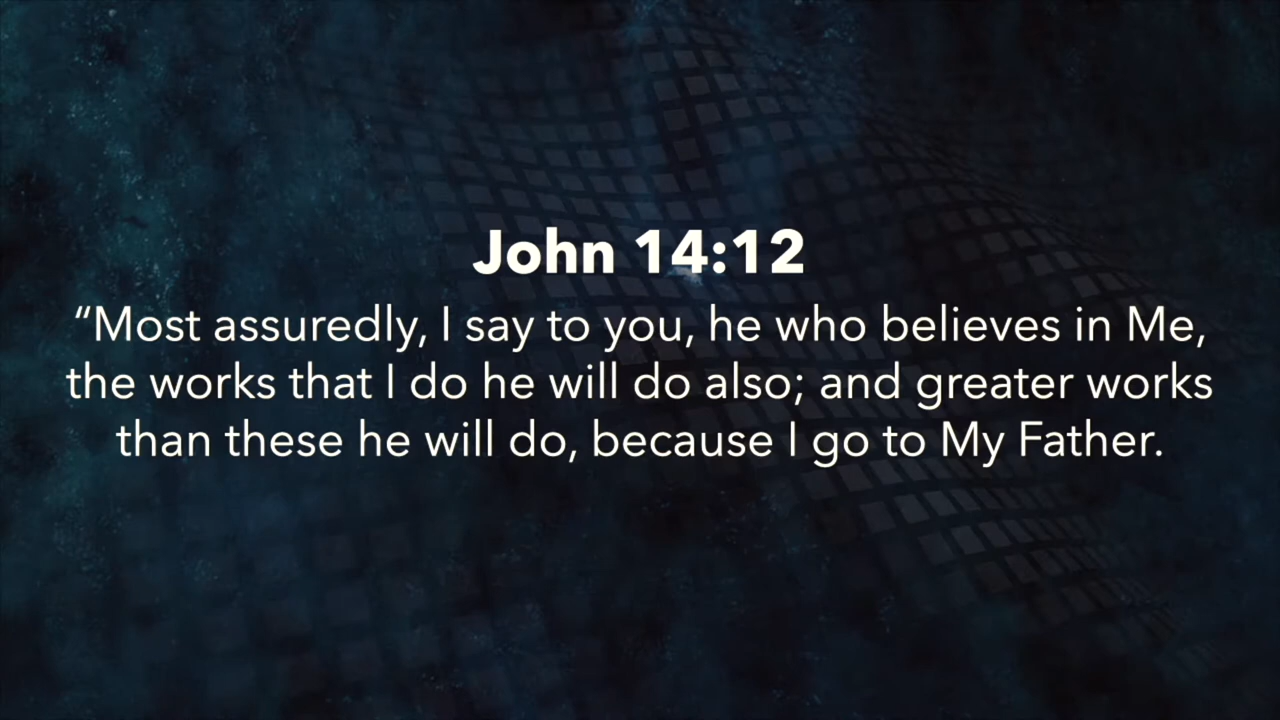 John 14:12
“Most assuredly, I say to you, he who believes in Me,
the works that I do he will do also; and greater works
than these he will do, because I go to My Father.